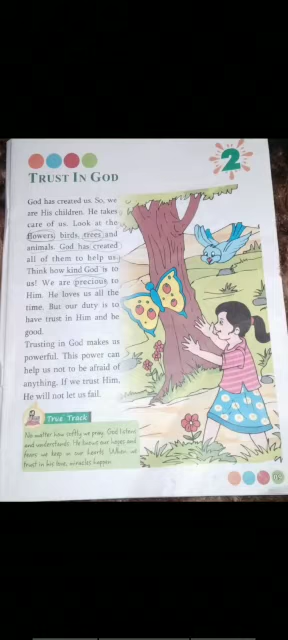 2
TRUST IN GOD
God has created us. So, we
are His children. He takes
care of us. Look at the
flowers, birds, trees and
animals. God has created
all of them to help us.
Think how kind God is to
us! We are precious to
Him. He loves us all the
time. But our duty is to
have trust in Him and be
good.
Trusting in God makes us
powerful. This power can
help us not to be afraid of
anything. If we trust Him,
He will not let us fail.
True Track
No matter how softly we pray, God listens
and understands. He knows our hopes and
fears we keep in our hearts. When we
trust in his love, miracles happen